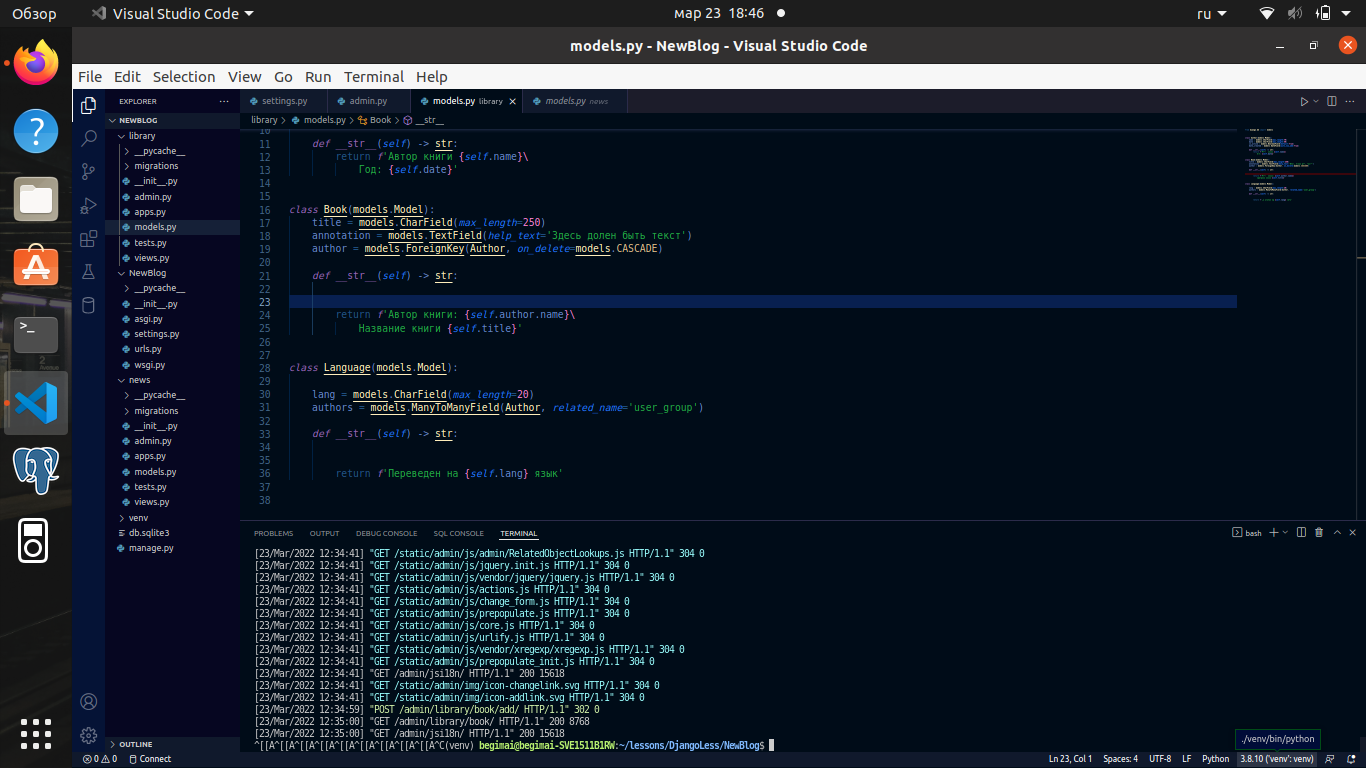 Обзор
Visual Studio Code
мар 23 18:46
ru
models.py - NewBlog - Visual Studio Code
File Edit Selection View Go Run Terminal Help
EXPLORER
NEWBLOG
library
__pycache__
migrations
__init__.py
admin.py
apps.py
models.py
tests.py
views.py
NewBlog
__pycache__
__init__.py
asgi.py
settings.py
urls.py
wsgi.py
news
__pycache__
migrations
__init__.py
admin.py
apps.py
models.py
tests.py
views.py
venv
db.sqlite3
manage.py
OUTLINE
settings.py admin.py models.py library models.py news
library > models.py > Book > __str__
10
11 def __str__(self) -> str:
12 return f'Автор книги {self.name}\
13 Год: {self.date}'
14
15
16 class Book(models.Model):
17 title = models.CharField(max_length=250)
18 annotation = models.TextField(help_text='Здесь долен быть текст')
19 author = models.ForeignKey(Author, on_delete=models.CASCADE)
20
21 def __str__(self) -> str:
22
23
24 return f'Автор книги: {self.author.name}\
25 Название книги {self.title}'
26
27
28 class Language(models.Model):
29
30 lang = models.CharField(max_length=20)
31 authors = models.ManyToManyField(Author, related_name='user_group')
32
33 def __str__(self) -> str:
34
35
36 return f'Переведен на {self.lang} язык'
37
38
PROBLEMS OUTPUT DEBUG CONSOLE SQL CONSOLE TERMINAL
bash
[23/Mar/2022 12:34:41] "GET /static/admin/js/admin/RelatedObjectLookups.js HTTP/1.1" 304 0
[23/Mar/2022 12:34:41] "GET /static/admin/js/jquery.init.js HTTP/1.1" 304 0
[23/Mar/2022 12:34:41] "GET /static/admin/js/vendor/jquery/jquery.js HTTP/1.1" 304 0
[23/Mar/2022 12:34:41] "GET /static/admin/js/actions.js HTTP/1.1" 304 0
[23/Mar/2022 12:34:41] "GET /static/admin/js/change_form.js HTTP/1.1" 304 0
[23/Mar/2022 12:34:41] "GET /static/admin/js/prepopulate.js HTTP/1.1" 304 0
[23/Mar/2022 12:34:41] "GET /static/admin/js/core.js HTTP/1.1" 304 0
[23/Mar/2022 12:34:41] "GET /static/admin/js/urlify.js HTTP/1.1" 304 0
[23/Mar/2022 12:34:41] "GET /static/admin/js/vendor/xregexp/xregexp.js HTTP/1.1" 304 0
[23/Mar/2022 12:34:41] "GET /static/admin/js/prepopulate_init.js HTTP/1.1" 304 0
[23/Mar/2022 12:34:41] "GET /admin/jsi18n/ HTTP/1.1" 200 15618
[23/Mar/2022 12:34:41] "GET /static/admin/img/icon-changelink.svg HTTP/1.1" 304 0
[23/Mar/2022 12:34:41] "GET /static/admin/img/icon-addlink.svg HTTP/1.1" 304 0
[23/Mar/2022 12:34:59] "POST /admin/library/book/add/ HTTP/1.1" 302 0
[23/Mar/2022 12:35:00] "GET /admin/library/book/ HTTP/1.1" 200 8768
[23/Mar/2022 12:35:00] "GET /admin/jsi18n/ HTTP/1.1" 200 15618
^[[A^[[A^[[A^[[A^[[A^[[A^[[A^[[A^[[A^C(venv) begimai@begimai-SVE1511B1RW:~/lessons/DjangoLess/NewBlog$
./venv/bin/python
0 0 Connect
Ln 23, Col 1 Spaces: 4 UTF-8 LF Python 3.8.10 ('venv': venv)